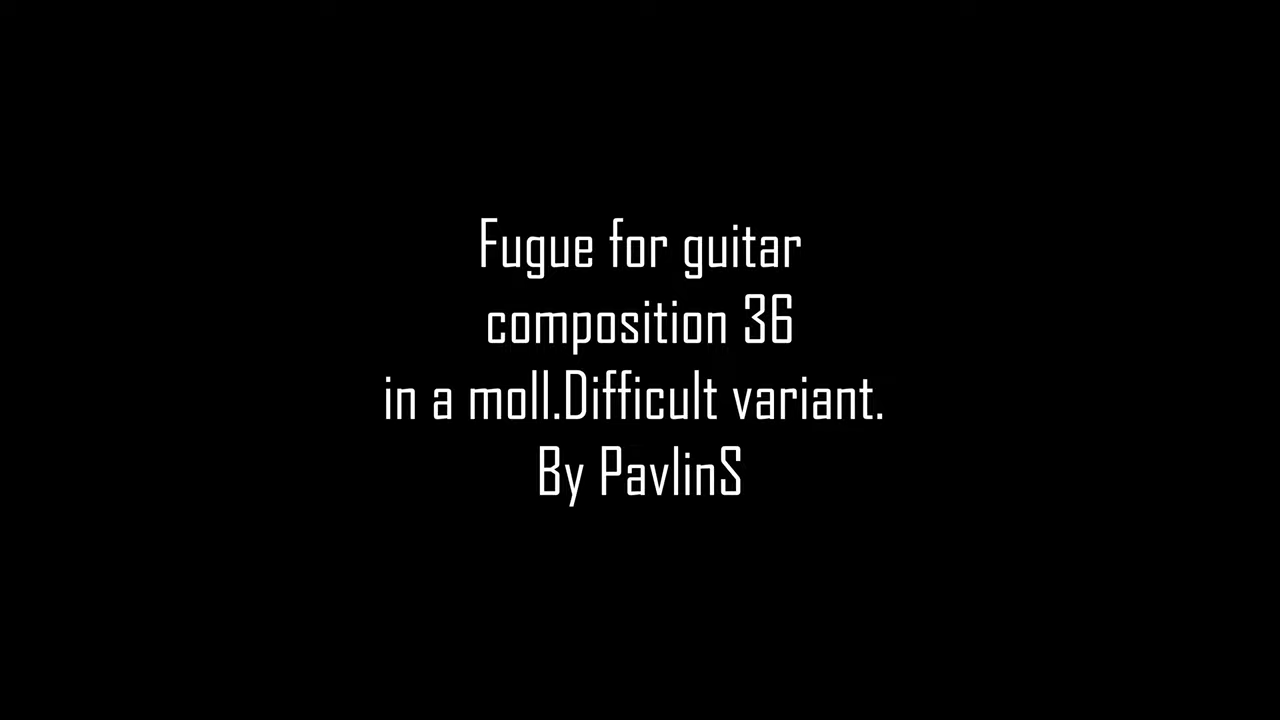 Fugue for guitar
composition 36
in a moll.Difficult variant.
By PavlinS